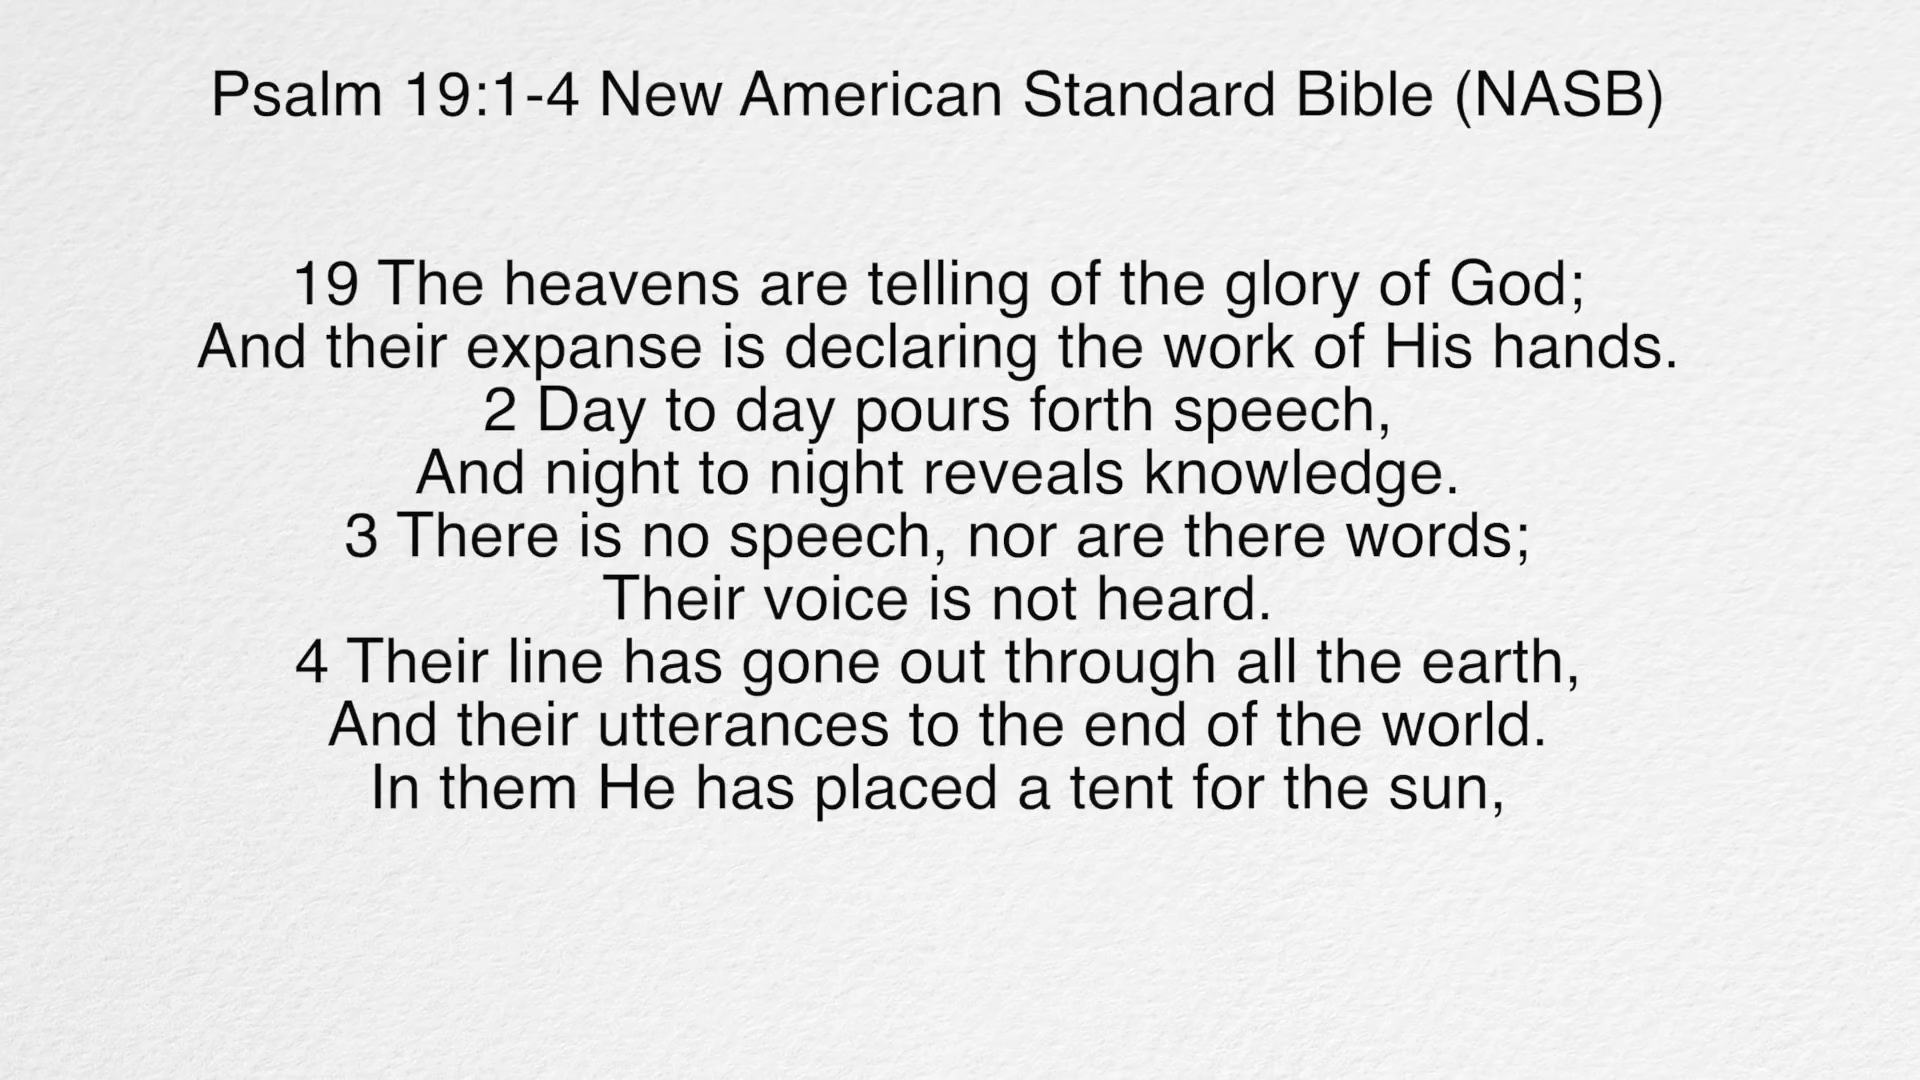 Psalm 19:1-4 New American Standard Bible (NASB)
19 The heavens are telling of the glory of God;
And their expanse is declaring the work of His hands.
2 Day to day pours forth speech,
And night to night reveals knowledge.
3 There is no speech, nor are there words;
Their voice is not heard.
4 Their line has gone out through all the earth,
And their utterances to the end of the world.
In them He has placed a tent for the sun,